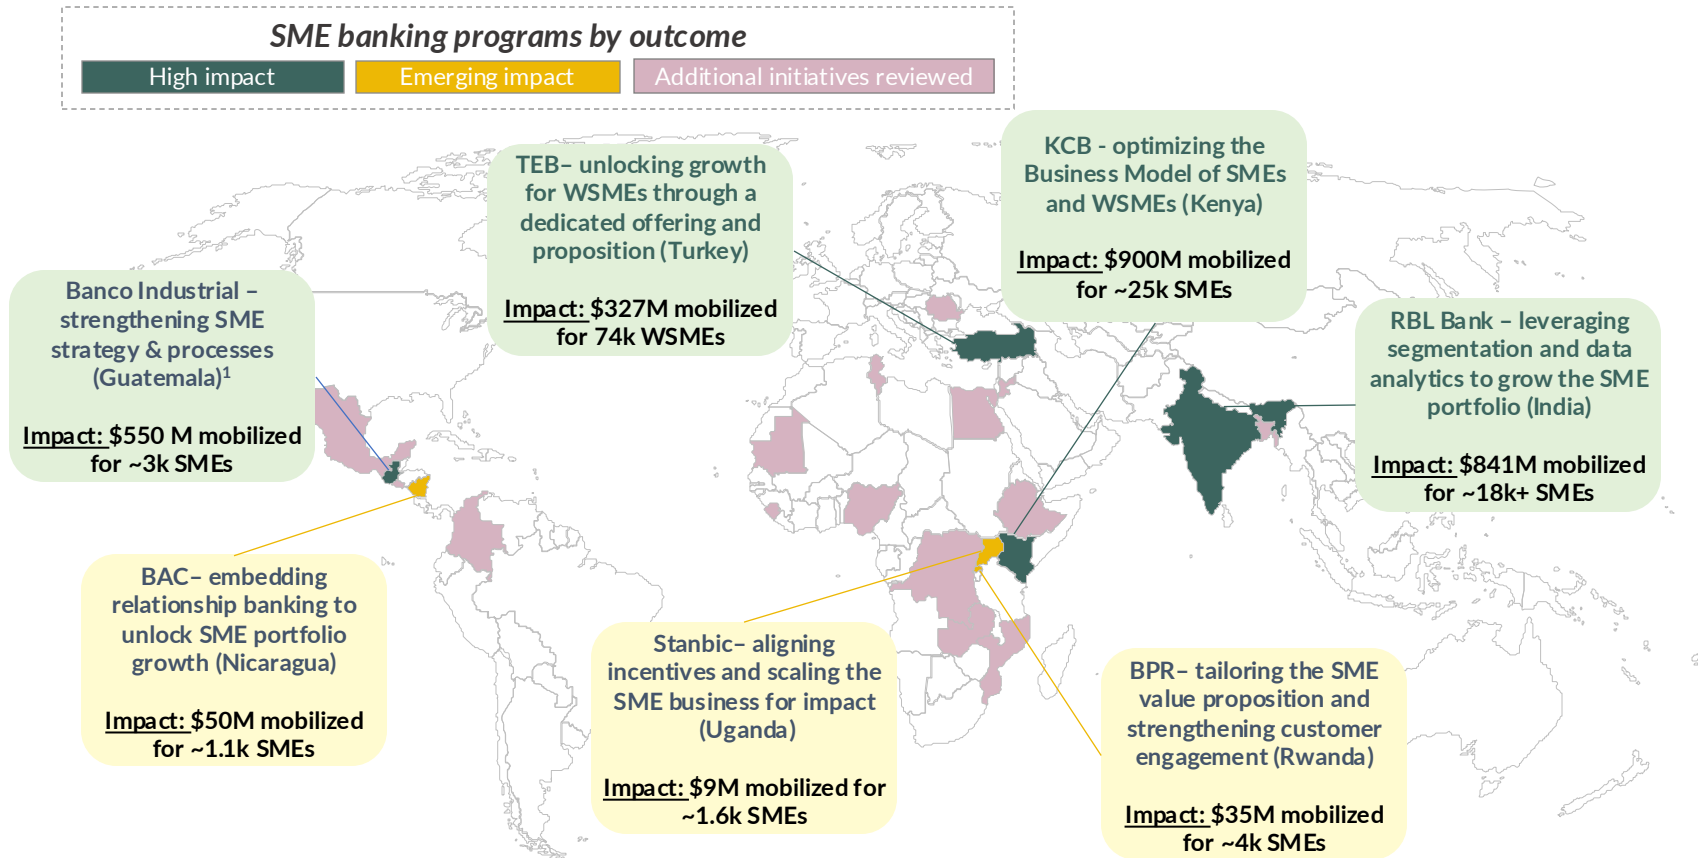 SME banking programs by outcome
High impact
Emerging impact
Additional initiatives reviewed
TEB– unlocking growth
for WSMEs through a
dedicated offering and
proposition (Turkey)
Impact: $327M mobilized
for 74k WSMEs
KCB - optimizing the
Business Model of SMEs
and WSMEs (Kenya)
Impact: $900M mobilized
for ~25k SMEs
Banco Industrial –
strengthening SME
strategy & processes
(Guatemala)¹
Impact: $550 M mobilized
for ~3k SMEs
RBL Bank – leveraging
segmentation and data
analytics to grow the SME
portfolio (India)
Impact: $841M mobilized
for ~18k+ SMEs
BAC– embedding
relationship banking to
unlock SME portfolio
growth (Nicaragua)
Impact: $50M mobilized
for ~1.1k SMEs
Stanbic– aligning
incentives and scaling the
SME business for impact
(Uganda)
Impact: $9M mobilized for
~1.6k SMEs
BPR– tailoring the SME
value proposition and
strengthening customer
engagement (Rwanda)
Impact: $35M mobilized
for ~4k SMEs